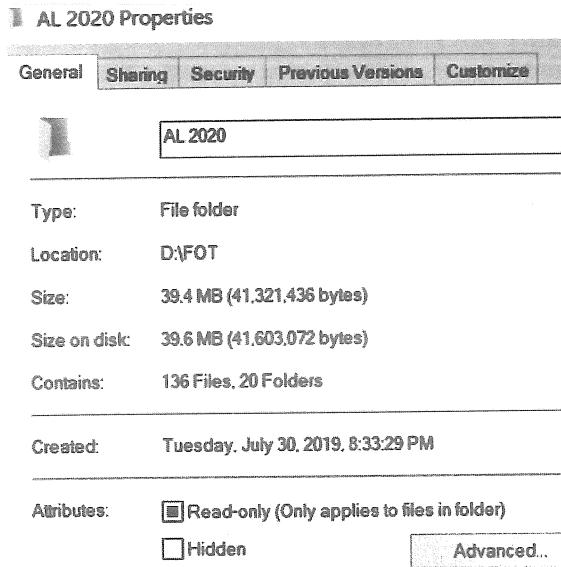 AL 2020 Properties
General Sharing Security Previous Versions Customize
AL 2020
Type: File folder
Location: D:\FOT
Size: 39.4 MB (41,321,436 bytes)
Size on disk: 39.6 MB (41,603,072 bytes)
Contains: 136 Files, 20 Folders
Created: Tuesday, July 30, 2019, 8:33:29 PM
Attributes: Read-only (Only applies to files in folder)
Hidden Advanced...